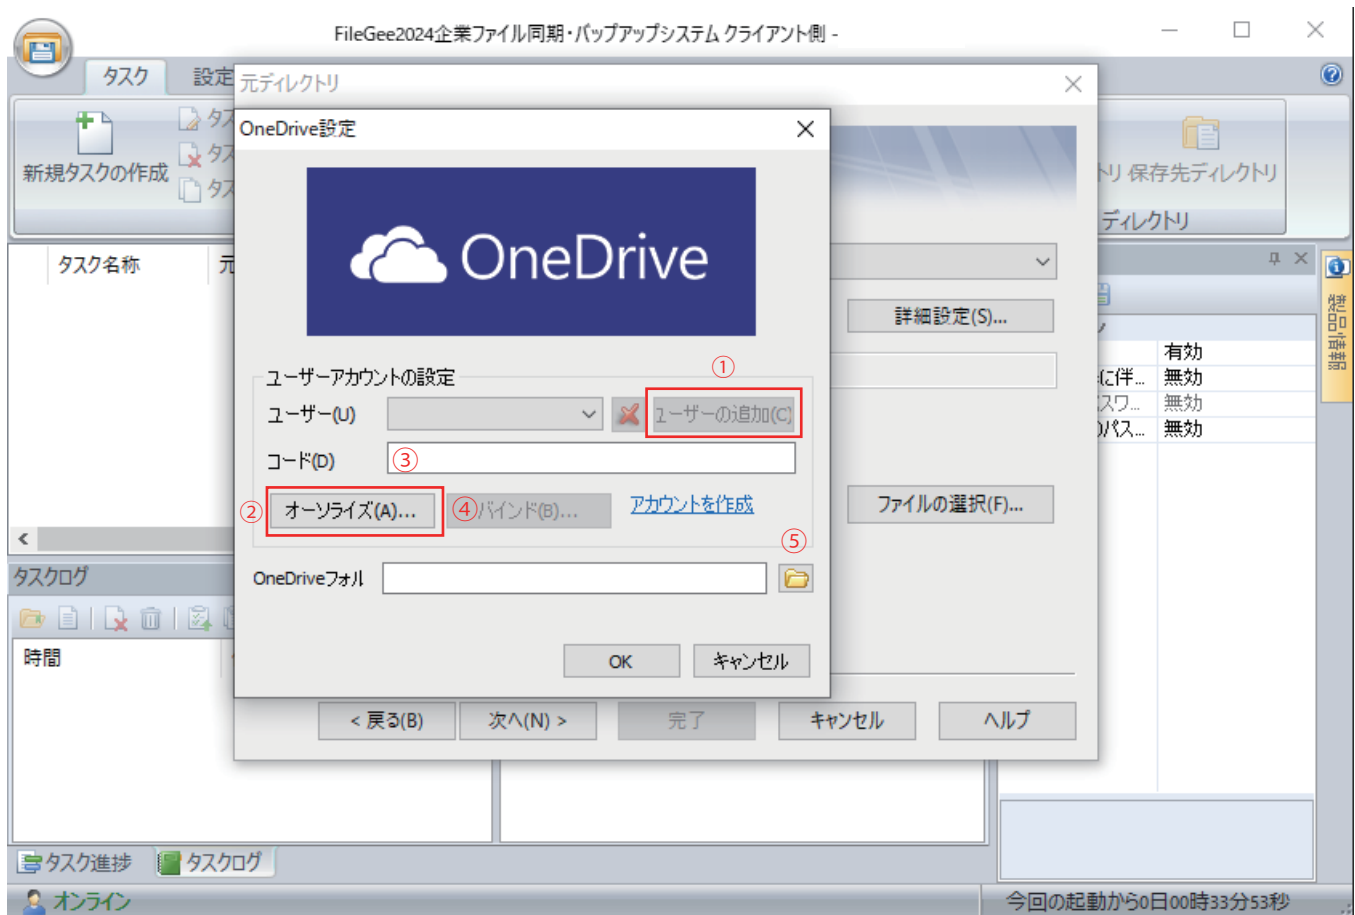 FileGee2024企業ファイル同期・バップアップシステム クライアント側 -
タスク
設定
新規タスクの作成
タス
タス
タス
トリ
保存先ディレクトリ
ディレクトリ
元ディレクトリ
OneDrive設定
OneDrive
タスク名称
元
詳細設定(S)...
ユーザーアカウントの設定
①
ユーザー(U)
ユーザーの追加(C)
コード(D)
③
②
オーソライズ(A)...
④
バインド(B)...
アカウントを作成
ファイルの選択(F)...
⑤
OneDriveフォル
OK
キャンセル
< 戻る(B)
次へ(N) >
完了
キャンセル
ヘルプ
有効
に伴...
無効
スワ...
無効
のパス...
無効
製品情報
タスクログ
時間
タスク進捗
タスクログ
オンライン
今回の起動から0日00時33分53秒